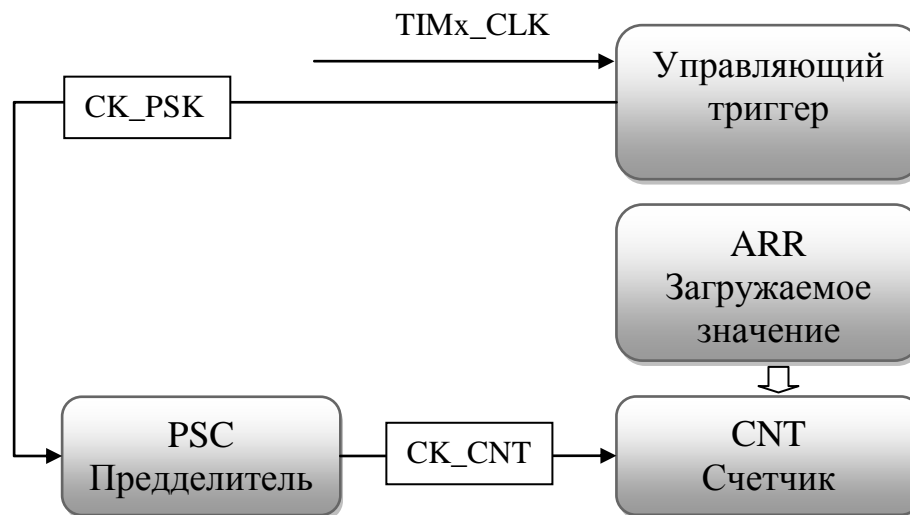 TIMx_CLK
Управляющий
триггер
CK_PSK
ARR
Загружаемое
значение
PSC
Предделитель
CK_CNT
CNT
Счетчик